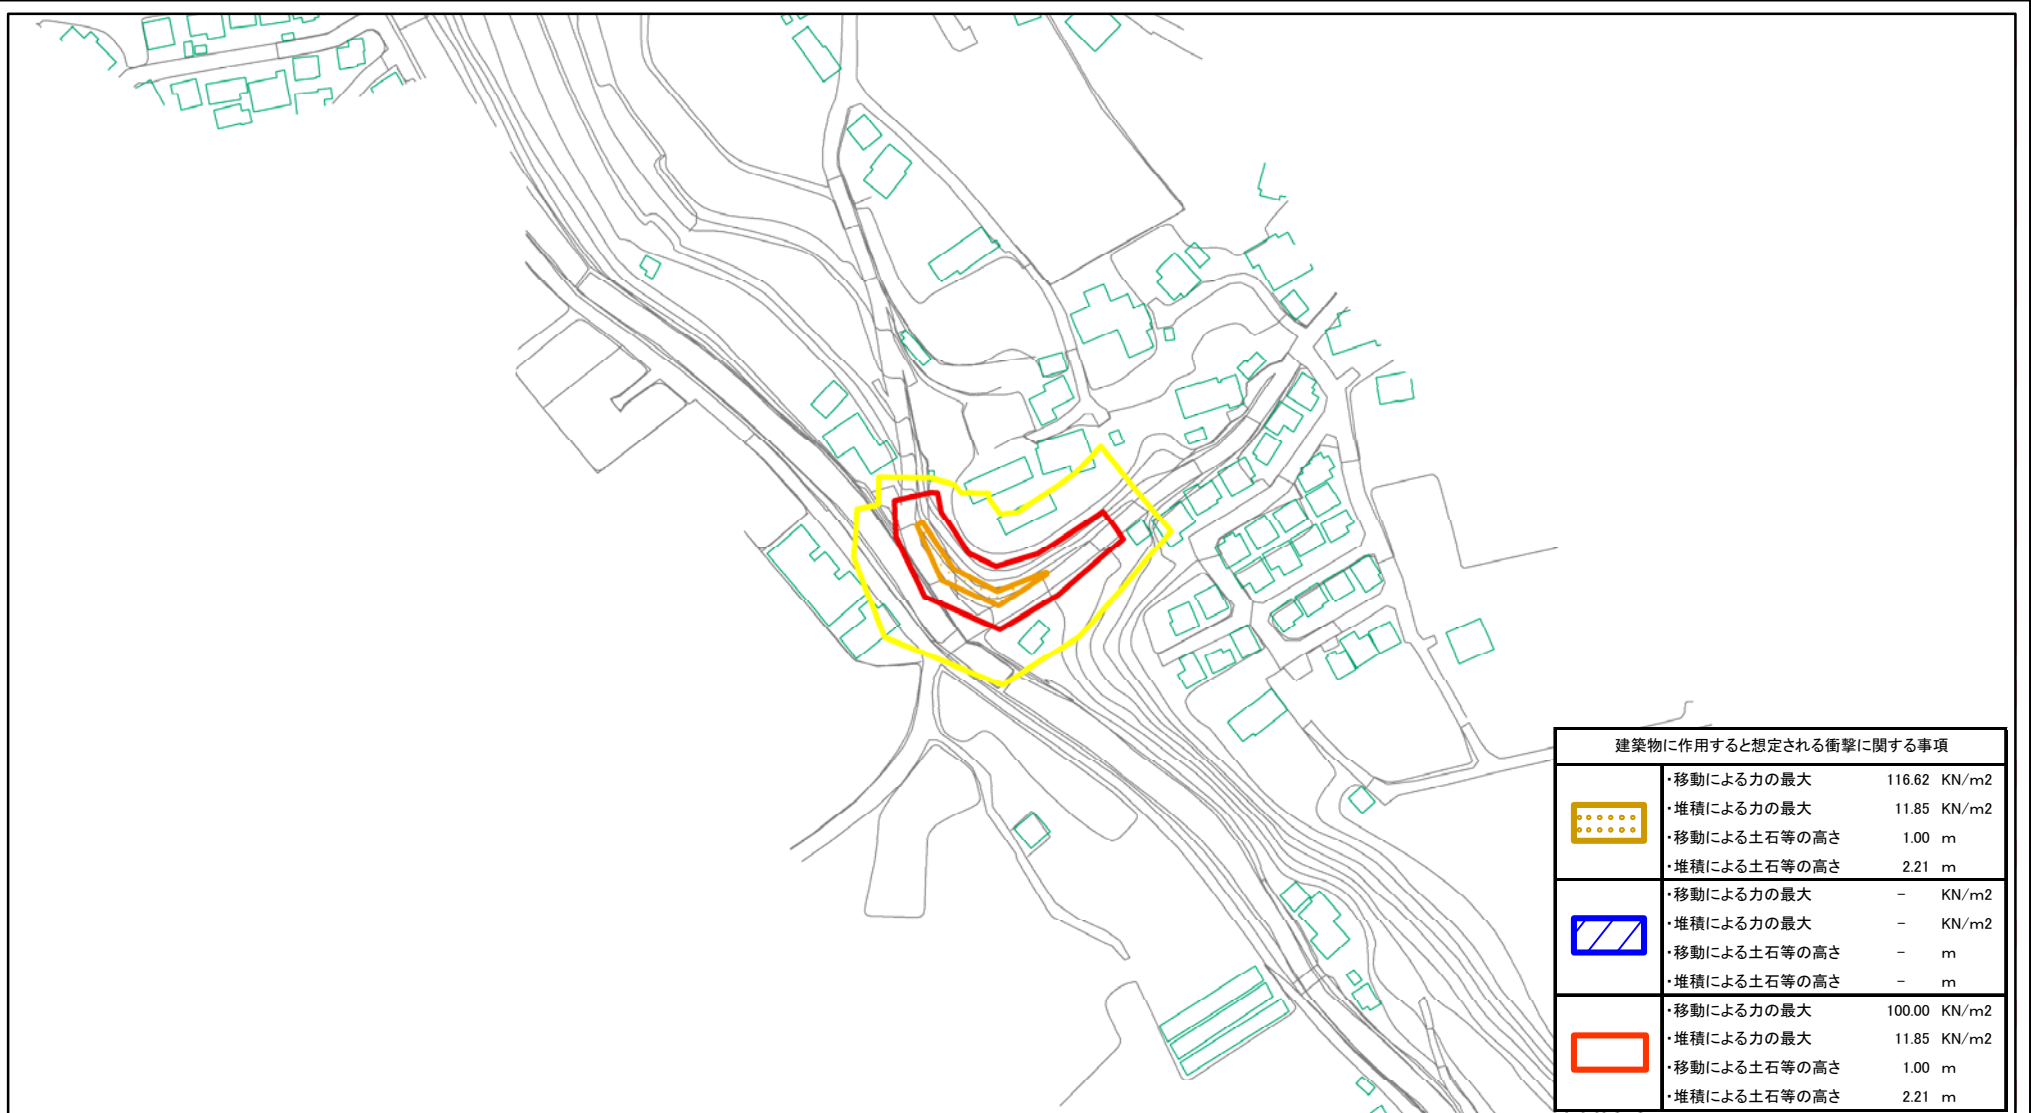 建築物に作用すると想定される衝撃に関する事項
・移動による力の最大 116.62 KN/m2
・堆積による力の最大 11.85 KN/m2
・移動による土石等の高さ 1.00 m
・堆積による土石等の高さ 2.21 m
・移動による力の最大 - KN/m2
・堆積による力の最大 - KN/m2
・移動による土石等の高さ - m
・堆積による土石等の高さ - m
・移動による力の最大 100.00 KN/m2
・堆積による力の最大 11.85 KN/m2
・移動による土石等の高さ 1.00 m
・堆積による土石等の高さ 2.21 m